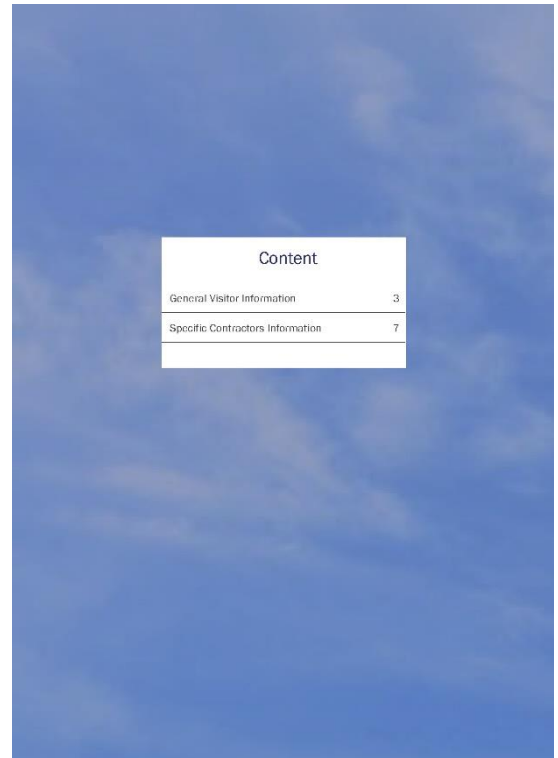 Content
General Visitor Information 3
Specific Contractors Information 7